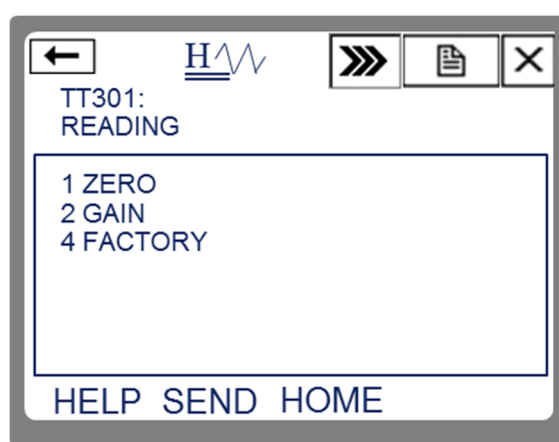 H
TT301:
READING
1 ZERO
2 GAIN
4 FACTORY
HELP SEND HOME